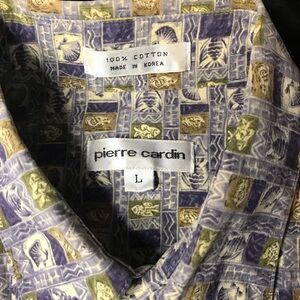 100% COTTON
MADE IN KOREA
pierre cardin
L